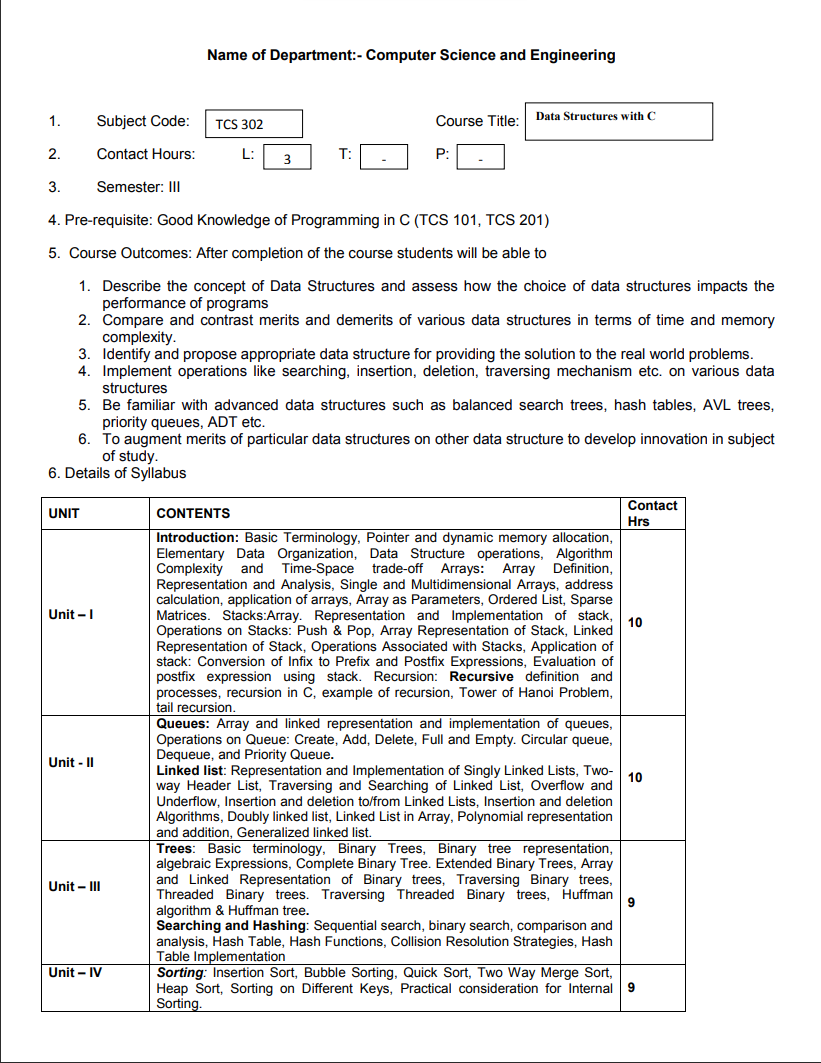 Name of Department:- Computer Science and Engineering
1. Subject Code: TCS 302 Course Title: Data Structures with C
2. Contact Hours: L: 3 T: - P: -
3. Semester: III
4. Pre-requisite: Good Knowledge of Programming in C (TCS 101, TCS 201)
5. Course Outcomes: After completion of the course students will be able to
1. Describe the concept of Data Structures and assess how the choice of data structures impacts the
performance of programs
2. Compare and contrast merits and demerits of various data structures in terms of time and memory
complexity.
3. Identify and propose appropriate data structure for providing the solution to the real world problems.
4. Implement operations like searching, insertion, deletion, traversing mechanism etc. on various data
structures
5. Be familiar with advanced data structures such as balanced search trees, hash tables, AVL trees,
priority queues, ADT etc.
6. To augment merits of particular data structures on other data structure to develop innovation in subject
of study.
6. Details of Syllabus
UNIT CONTENTS Contact
Hrs
Unit – I
Introduction: Basic Terminology, Pointer and dynamic memory allocation,
Elementary Data Organization, Data Structure operations, Algorithm
Complexity and Time-Space trade-off Arrays: Array Definition,
Representation and Analysis, Single and Multidimensional Arrays, address
calculation, application of arrays, Array as Parameters, Ordered List, Sparse
Matrices. Stacks:Array. Representation and Implementation of stack,
Operations on Stacks: Push & Pop, Array Representation of Stack, Linked
Representation of Stack, Operations Associated with Stacks, Application of
stack: Conversion of Infix to Prefix and Postfix Expressions, Evaluation of
postfix expression using stack. Recursion: Recursive definition and
processes, recursion in C, example of recursion, Tower of Hanoi Problem,
tail recursion.
10
Unit - II
Queues: Array and linked representation and implementation of queues,
Operations on Queue: Create, Add, Delete, Full and Empty. Circular queue,
Dequeue, and Priority Queue.
Linked list: Representation and Implementation of Singly Linked Lists, Two-
way Header List, Traversing and Searching of Linked List, Overflow and
Underflow, Insertion and deletion to/from Linked Lists, Insertion and deletion
Algorithms, Doubly linked list, Linked List in Array, Polynomial representation
and addition, Generalized linked list.
10
Unit – III
Trees: Basic terminology, Binary Trees, Binary tree representation,
algebraic Expressions, Complete Binary Tree. Extended Binary Trees, Array
and Linked Representation of Binary trees, Traversing Binary trees,
Threaded Binary trees. Traversing Threaded Binary trees, Huffman
algorithm & Huffman tree.
Searching and Hashing: Sequential search, binary search, comparison and
analysis, Hash Table, Hash Functions, Collision Resolution Strategies, Hash
Table Implementation
9
Unit – IV
Sorting: Insertion Sort, Bubble Sorting, Quick Sort, Two Way Merge Sort,
Heap Sort, Sorting on Different Keys, Practical consideration for Internal
Sorting.
9